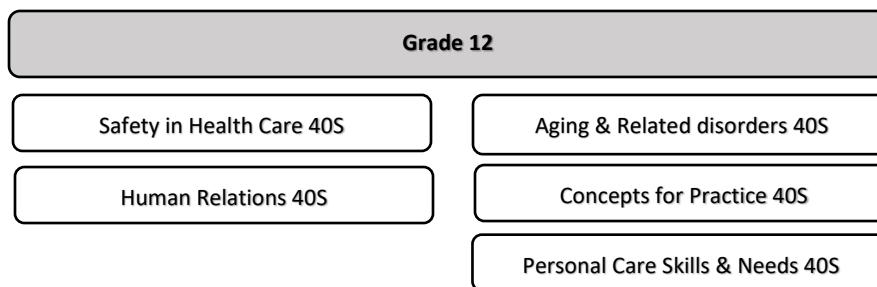 Grade 12
Safety in Health Care 40S
Human Relations 40S
Aging & Related disorders 40S
Concepts for Practice 40S
Personal Care Skills & Needs 40S